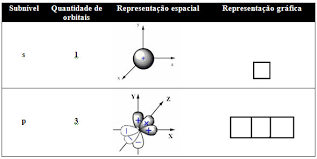 Subnível Quantidade de orbitais Representação espacial Representação gráfica
s 1
p 3
Y Z
X